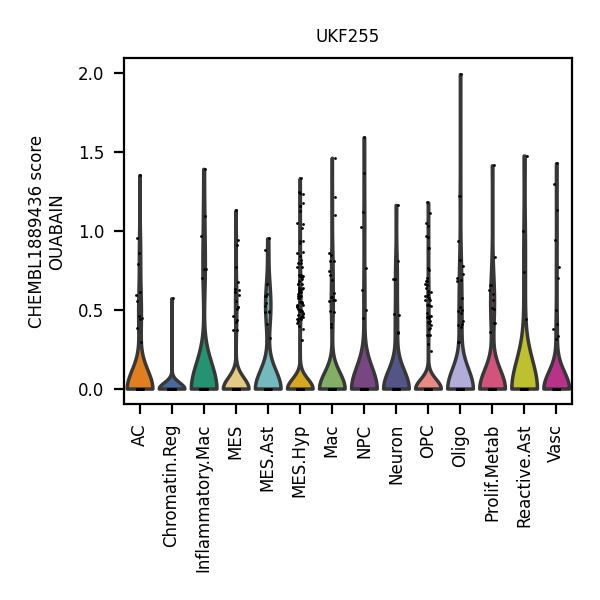 UKF255
CHEMBL1889436 score
OUABAIN
2.0
1.5
1.0
0.5
0.0
AC
Chromatin.Reg
Inflammatory.Mac
MES
MES.Ast
MES.Hyp
Mac
NPC
Neuron
OPC
Oligo
Prolif.Metab
Reactive.Ast
Vasc